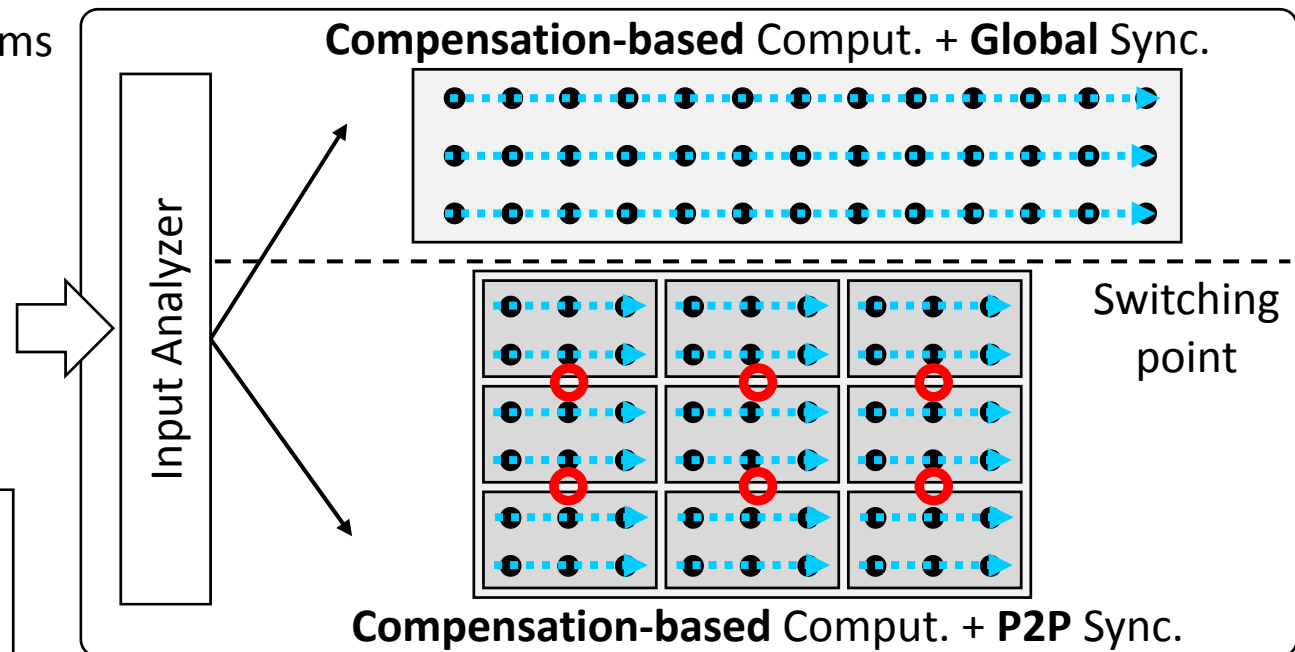 ms
Compensation-based Comput. + Global Sync.
Input Analyzer
Switching
point
Compensation-based Comput. + P2P Sync.